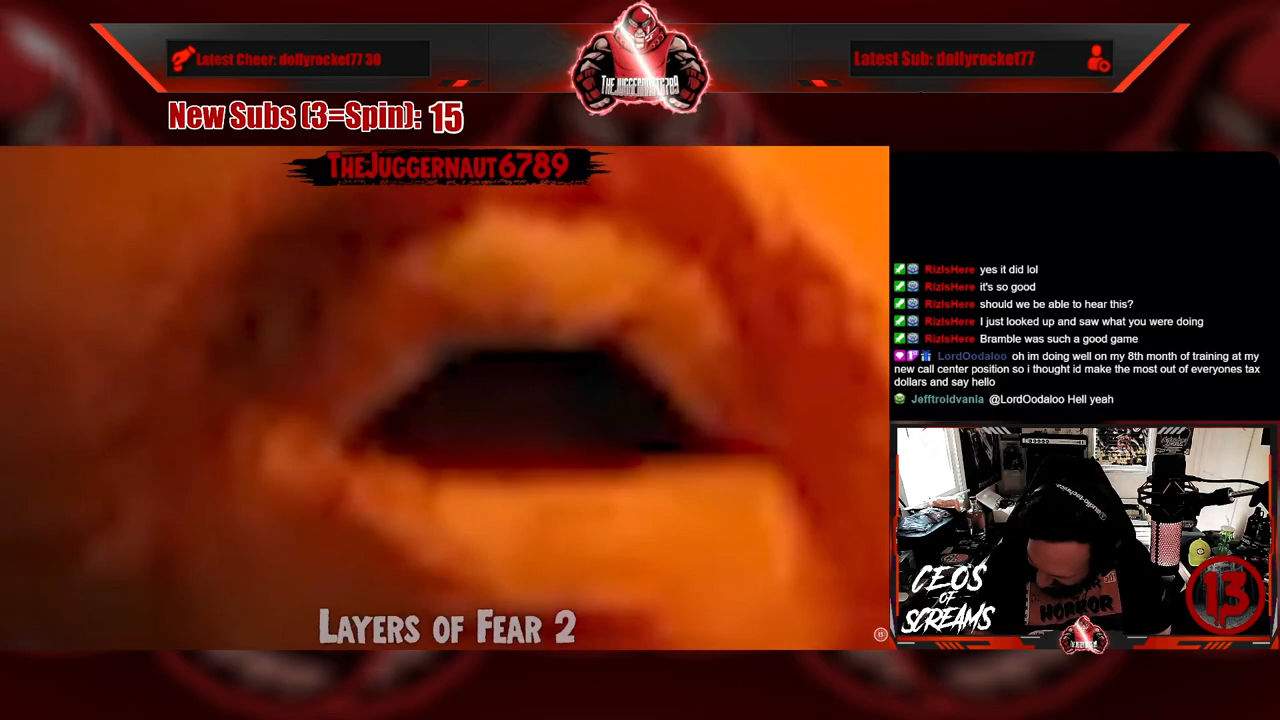 Latest Cheer: dollyrocket77 30
THEJUGGERNAUT6789
Latest Sub: dollyrocket77
New Subs (3=Spin): 15
THEJUGGERNAUT6789
RizIsHere yes it did lol
RizIsHere it's so good
RizIsHere should we be able to hear this?
RizIsHere I just looked up and saw what you were doing
RizIsHere Bramble was such a good game
LordOodaloo oh im doing well on my 8th month of training at my
new call center position so i thought id make the most out of everyones tax
dollars and say hello
Jefftroidvania @LordOodaloo Hell yeah
audio-technica
CEOS
OF
SCREAMS
HORROR
13
LAYERS OF FEAR 2